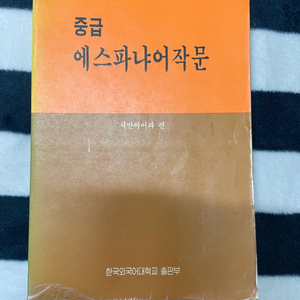 중급
에스파냐어작문
서반어과 편
한국외국어대학교 출판부